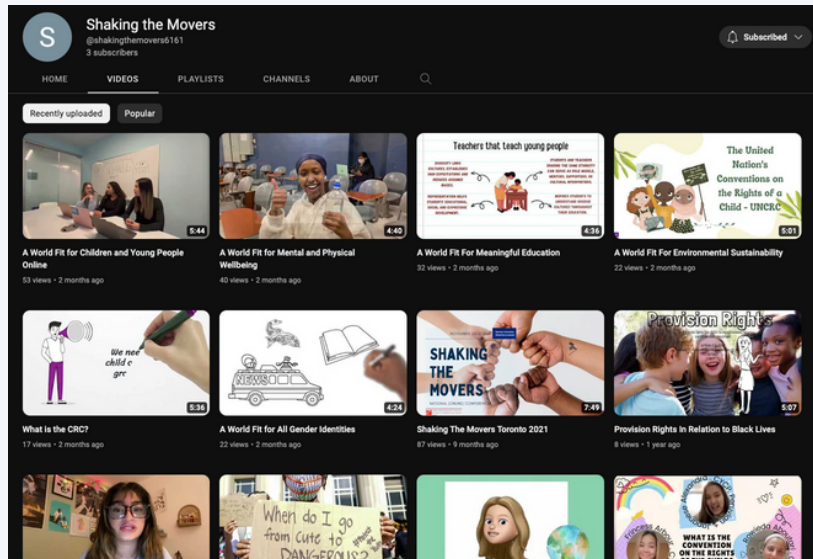 S
Shaking the Movers
@shakingthemovers6161
3 subscribers
Subscribed
HOME VIDEOS PLAYLISTS CHANNELS ABOUT
Recently uploaded Popular
5:44
A World Fit for Children and Young People
Online
53 views • 2 months ago
4:40
A World Fit for Mental and Physical
Wellbeing
40 views • 2 months ago
Teachers that teach young people
4:36
A World Fit For Meaningful Education
32 views • 2 months ago
The United
Nation's
Conventions on
the Rights of a
Child - UNCRC
5:01
A World Fit For Environmental Sustainability
22 views • 2 months ago
We nee
child c
grc
5:36
What is the CRC?
17 views • 2 months ago
NEWS
4:24
A World Fit for All Gender Identities
22 views • 2 months ago
SHAKING
THE
MOVERS
7:49
Shaking The Movers Toronto 2021
87 views • 9 months ago
Provision Rights
5:07
Provision Rights In Relation to Black Lives
8 views • 1 year ago
When do I go
from cute to
DANGEROUS?
WHAT IS THE
CONVENTION
ON THE RIGHTS